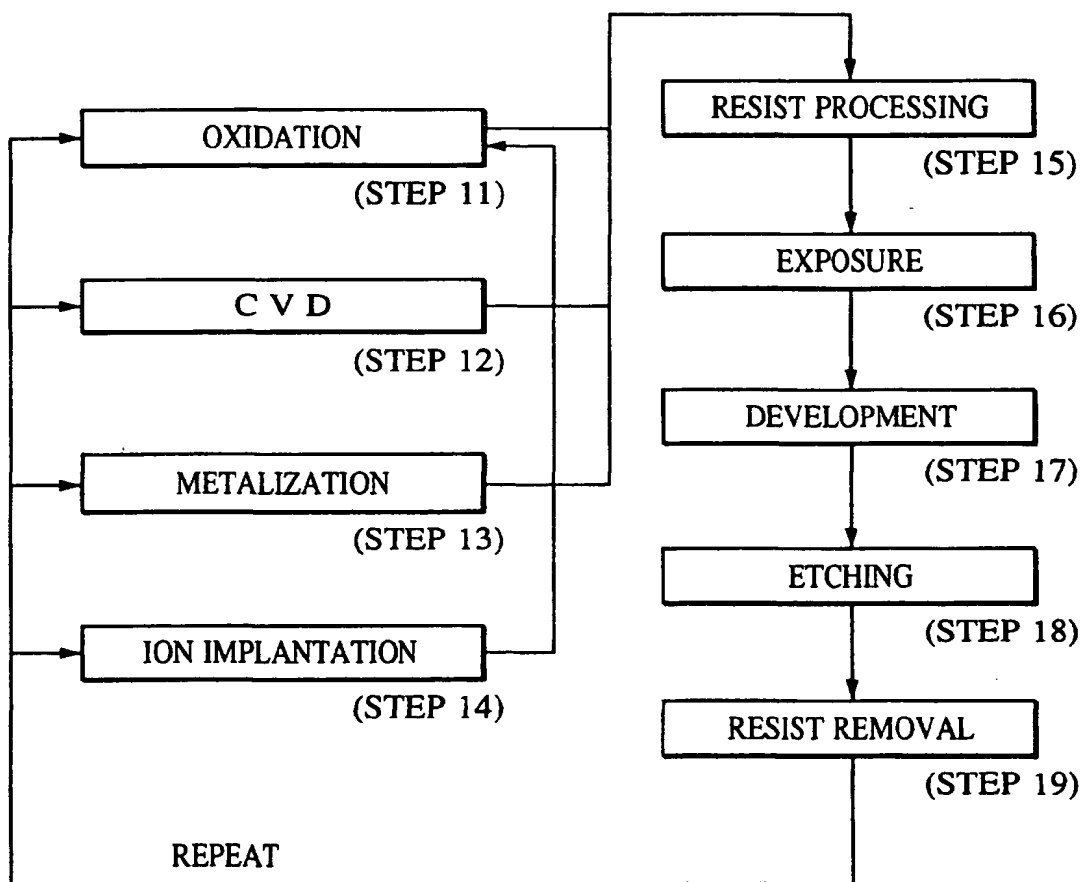 OXIDATION
(STEP 11)
C V D
(STEP 12)
METALIZATION
(STEP 13)
ION IMPLANTATION
(STEP 14)
REPEAT
RESIST PROCESSING
(STEP 15)
EXPOSURE
(STEP 16)
DEVELOPMENT
(STEP 17)
ETCHING
(STEP 18)
RESIST REMOVAL
(STEP 19)